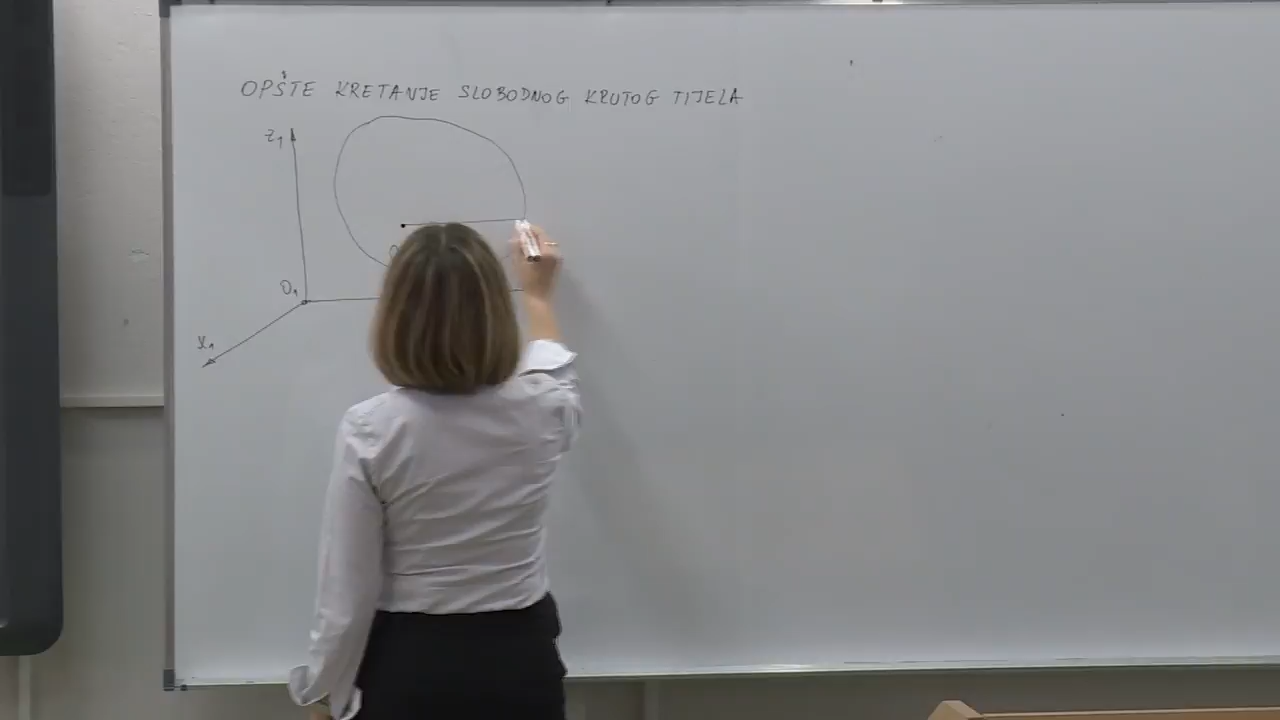 OPŠTE KRETANJE SLOBODNOG KRUTOG TIJELA
z₁
O₁
x₁